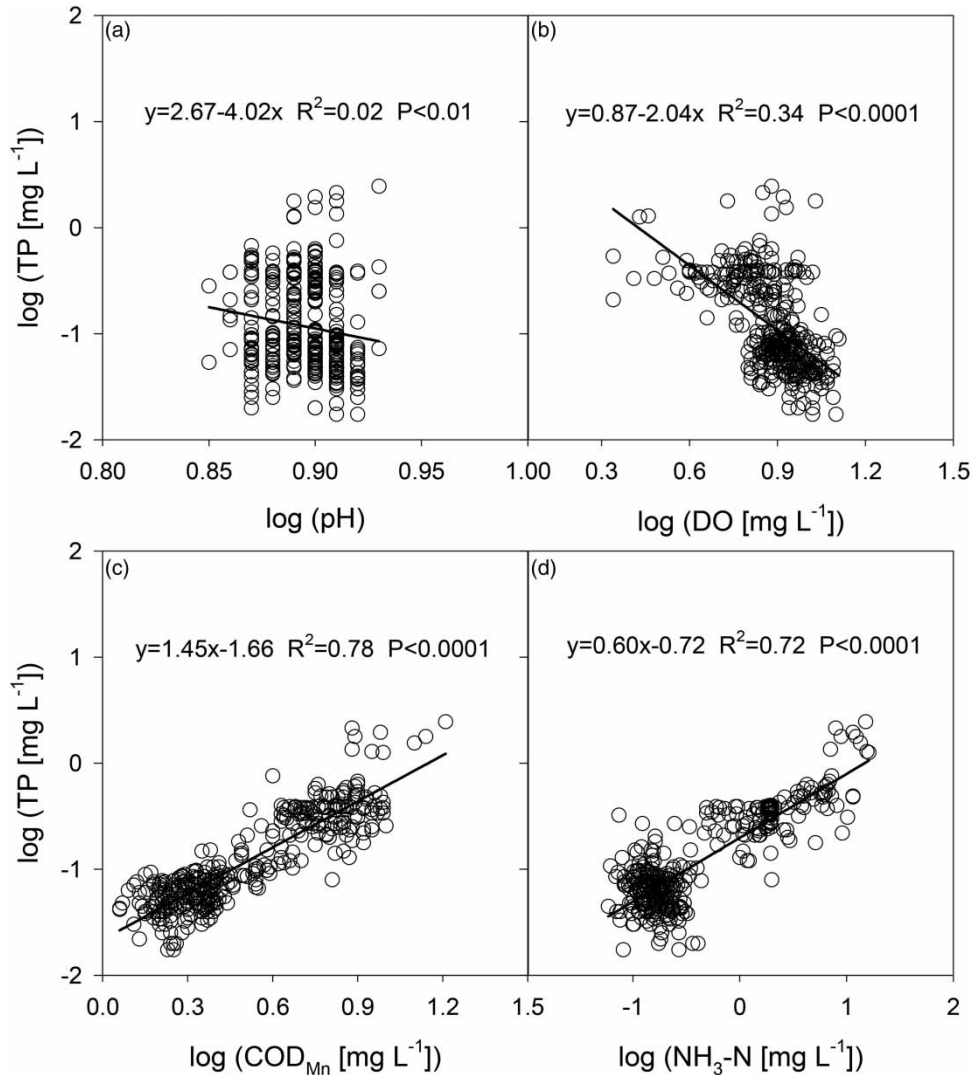 (a)
y=2.67-4.02x R²=0.02 P<0.01
log (TP [mg L⁻¹])
2
1
0
-1
-2
0.80 0.85 0.90 0.95 1.00
log (pH)
(b)
y=0.87-2.04x R²=0.34 P<0.0001
0.3 0.6 0.9 1.2 1.5
log (DO [mg L⁻¹])
(c)
y=1.45x-1.66 R²=0.78 P<0.0001
log (TP [mg L⁻¹])
2
1
0
-1
-2
0.0 0.3 0.6 0.9 1.2 1.5
log (COD_Mn [mg L⁻¹])
(d)
y=0.60x-0.72 R²=0.72 P<0.0001
-1 0 1 2
log (NH₃-N [mg L⁻¹])